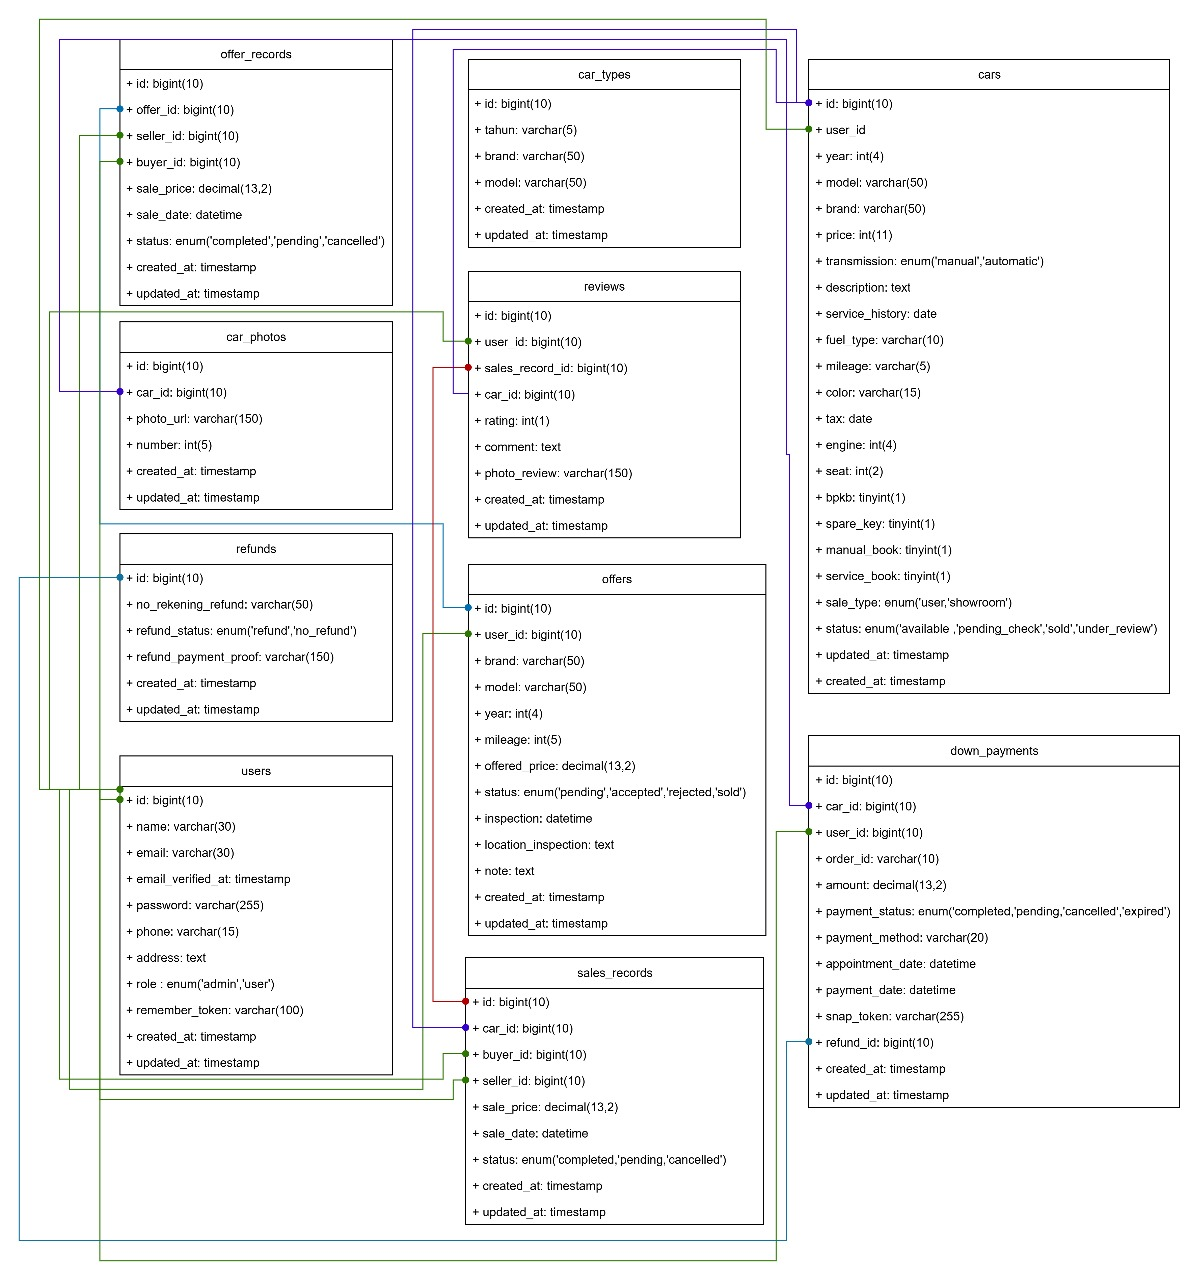 offer_records
+ id: bigint(10)
+ offer_id: bigint(10)
+ seller_id: bigint(10)
+ buyer_id: bigint(10)
+ sale_price: decimal(13,2)
+ sale_date: datetime
+ status: enum('completed','pending','cancelled')
+ created_at: timestamp
+ updated_at: timestamp
car_photos
+ id: bigint(10)
+ car_id: bigint(10)
+ photo_url: varchar(150)
+ number: int(5)
+ created_at: timestamp
+ updated_at: timestamp
refunds
+ id: bigint(10)
+ no_rekening_refund: varchar(50)
+ refund_status: enum('refund','no_refund')
+ refund_payment_proof: varchar(150)
+ created_at: timestamp
+ updated_at: timestamp
users
+ id: bigint(10)
+ name: varchar(30)
+ email: varchar(30)
+ email_verified_at: timestamp
+ password: varchar(255)
+ phone: varchar(15)
+ address: text
+ role : enum('admin','user')
+ remember_token: varchar(100)
+ created_at: timestamp
+ updated_at: timestamp
car_types
+ id: bigint(10)
+ tahun: varchar(5)
+ brand: varchar(50)
+ model: varchar(50)
+ created_at: timestamp
+ updated_at: timestamp
reviews
+ id: bigint(10)
+ user_id: bigint(10)
+ sales_record_id: bigint(10)
+ car_id: bigint(10)
+ rating: int(1)
+ comment: text
+ photo_review: varchar(150)
+ created_at: timestamp
+ updated_at: timestamp
offers
+ id: bigint(10)
+ user_id: bigint(10)
+ brand: varchar(50)
+ model: varchar(50)
+ year: int(4)
+ mileage: int(5)
+ offered_price: decimal(13,2)
+ status: enum('pending','accepted','rejected,'sold')
+ inspection: datetime
+ location_inspection: text
+ note: text
+ created_at: timestamp
+ updated_at: timestamp
sales_records
+ id: bigint(10)
+ car_id: bigint(10)
+ buyer_id: bigint(10)
+ seller_id: bigint(10)
+ sale_price: decimal(13,2)
+ sale_date: datetime
+ status: enum('completed,'pending,'cancelled')
+ created_at: timestamp
+ updated_at: timestamp
cars
+ id: bigint(10)
+ user_id
+ year: int(4)
+ model: varchar(50)
+ brand: varchar(50)
+ price: int(11)
+ transmission: enum('manual','automatic')
+ description: text
+ service_history: date
+ fuel_type: varchar(10)
+ mileage: varchar(5)
+ color: varchar(15)
+ tax: date
+ engine: int(4)
+ seat: int(2)
+ bpkb: tinyint(1)
+ spare_key: tinyint(1)
+ manual_book: tinyint(1)
+ service_book: tinyint(1)
+ sale_type: enum('user,'showroom')
+ status: enum('available ,'pending_check','sold','under_review')
+ updated_at: timestamp
+ created_at: timestamp
down_payments
+ id: bigint(10)
+ car_id: bigint(10)
+ user_id: bigint(10)
+ order_id: varchar(10)
+ amount: decimal(13,2)
+ payment_status: enum('completed,'pending,'cancelled','expired')
+ payment_method: varchar(20)
+ appointment_date: datetime
+ payment_date: datetime
+ snap_token: varchar(255)
+ refund_id: bigint(10)
+ created_at: timestamp
+ updated_at: timestamp